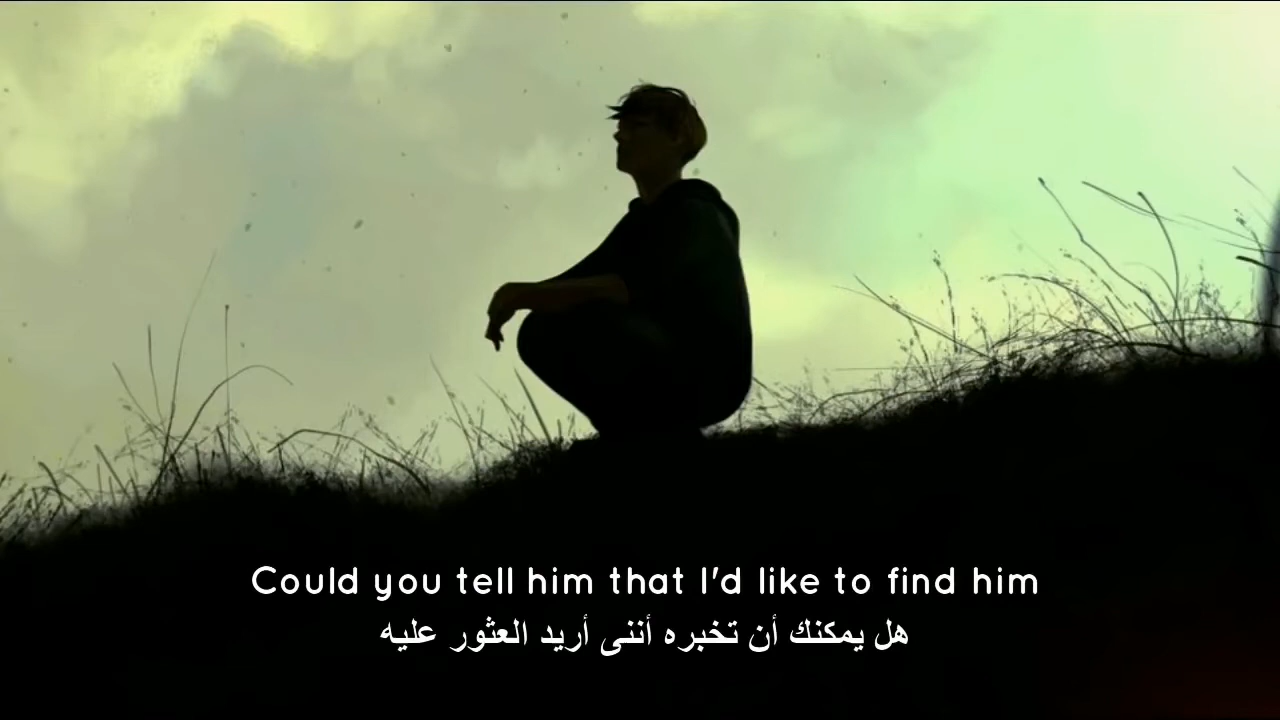 Could you tell him that I'd like to find him
هل يمكنك أن تخبره أننى أريد العثور عليه